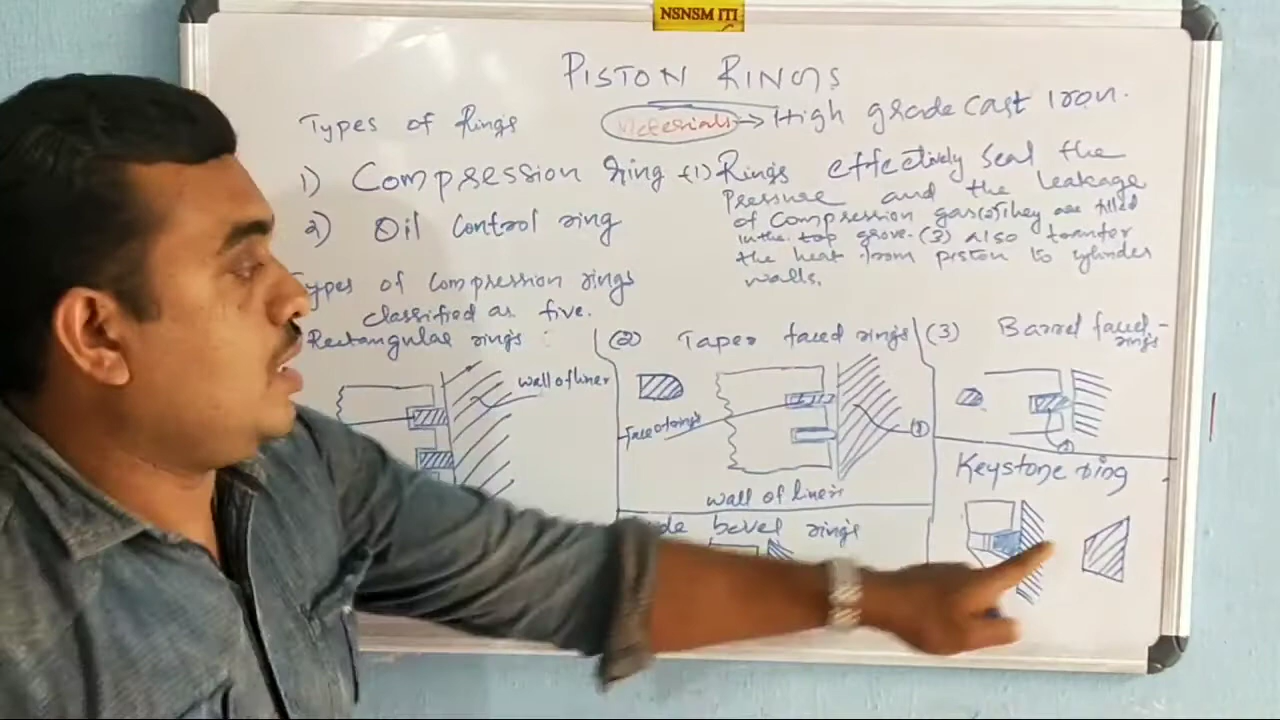 NSNSM ITI
PISTON RINGS
Types of Rings
Meterials → High grade cast Iron.
1) Compression ring
2) Oil control ring
(1) Rings effectively seal the
Pressure and the leakage
of compression gas(2) They are filled
in the top grove. (3) also transfer
the heat from piston to cylinder
walls.
Types of compression rings
classified as five.
Rectangular rings
wall of liner
(2) Taper faced rings
Face of rings
(1)
wall of liner
(3) Barrel faced -
rings
bevel rings
Keystone ring